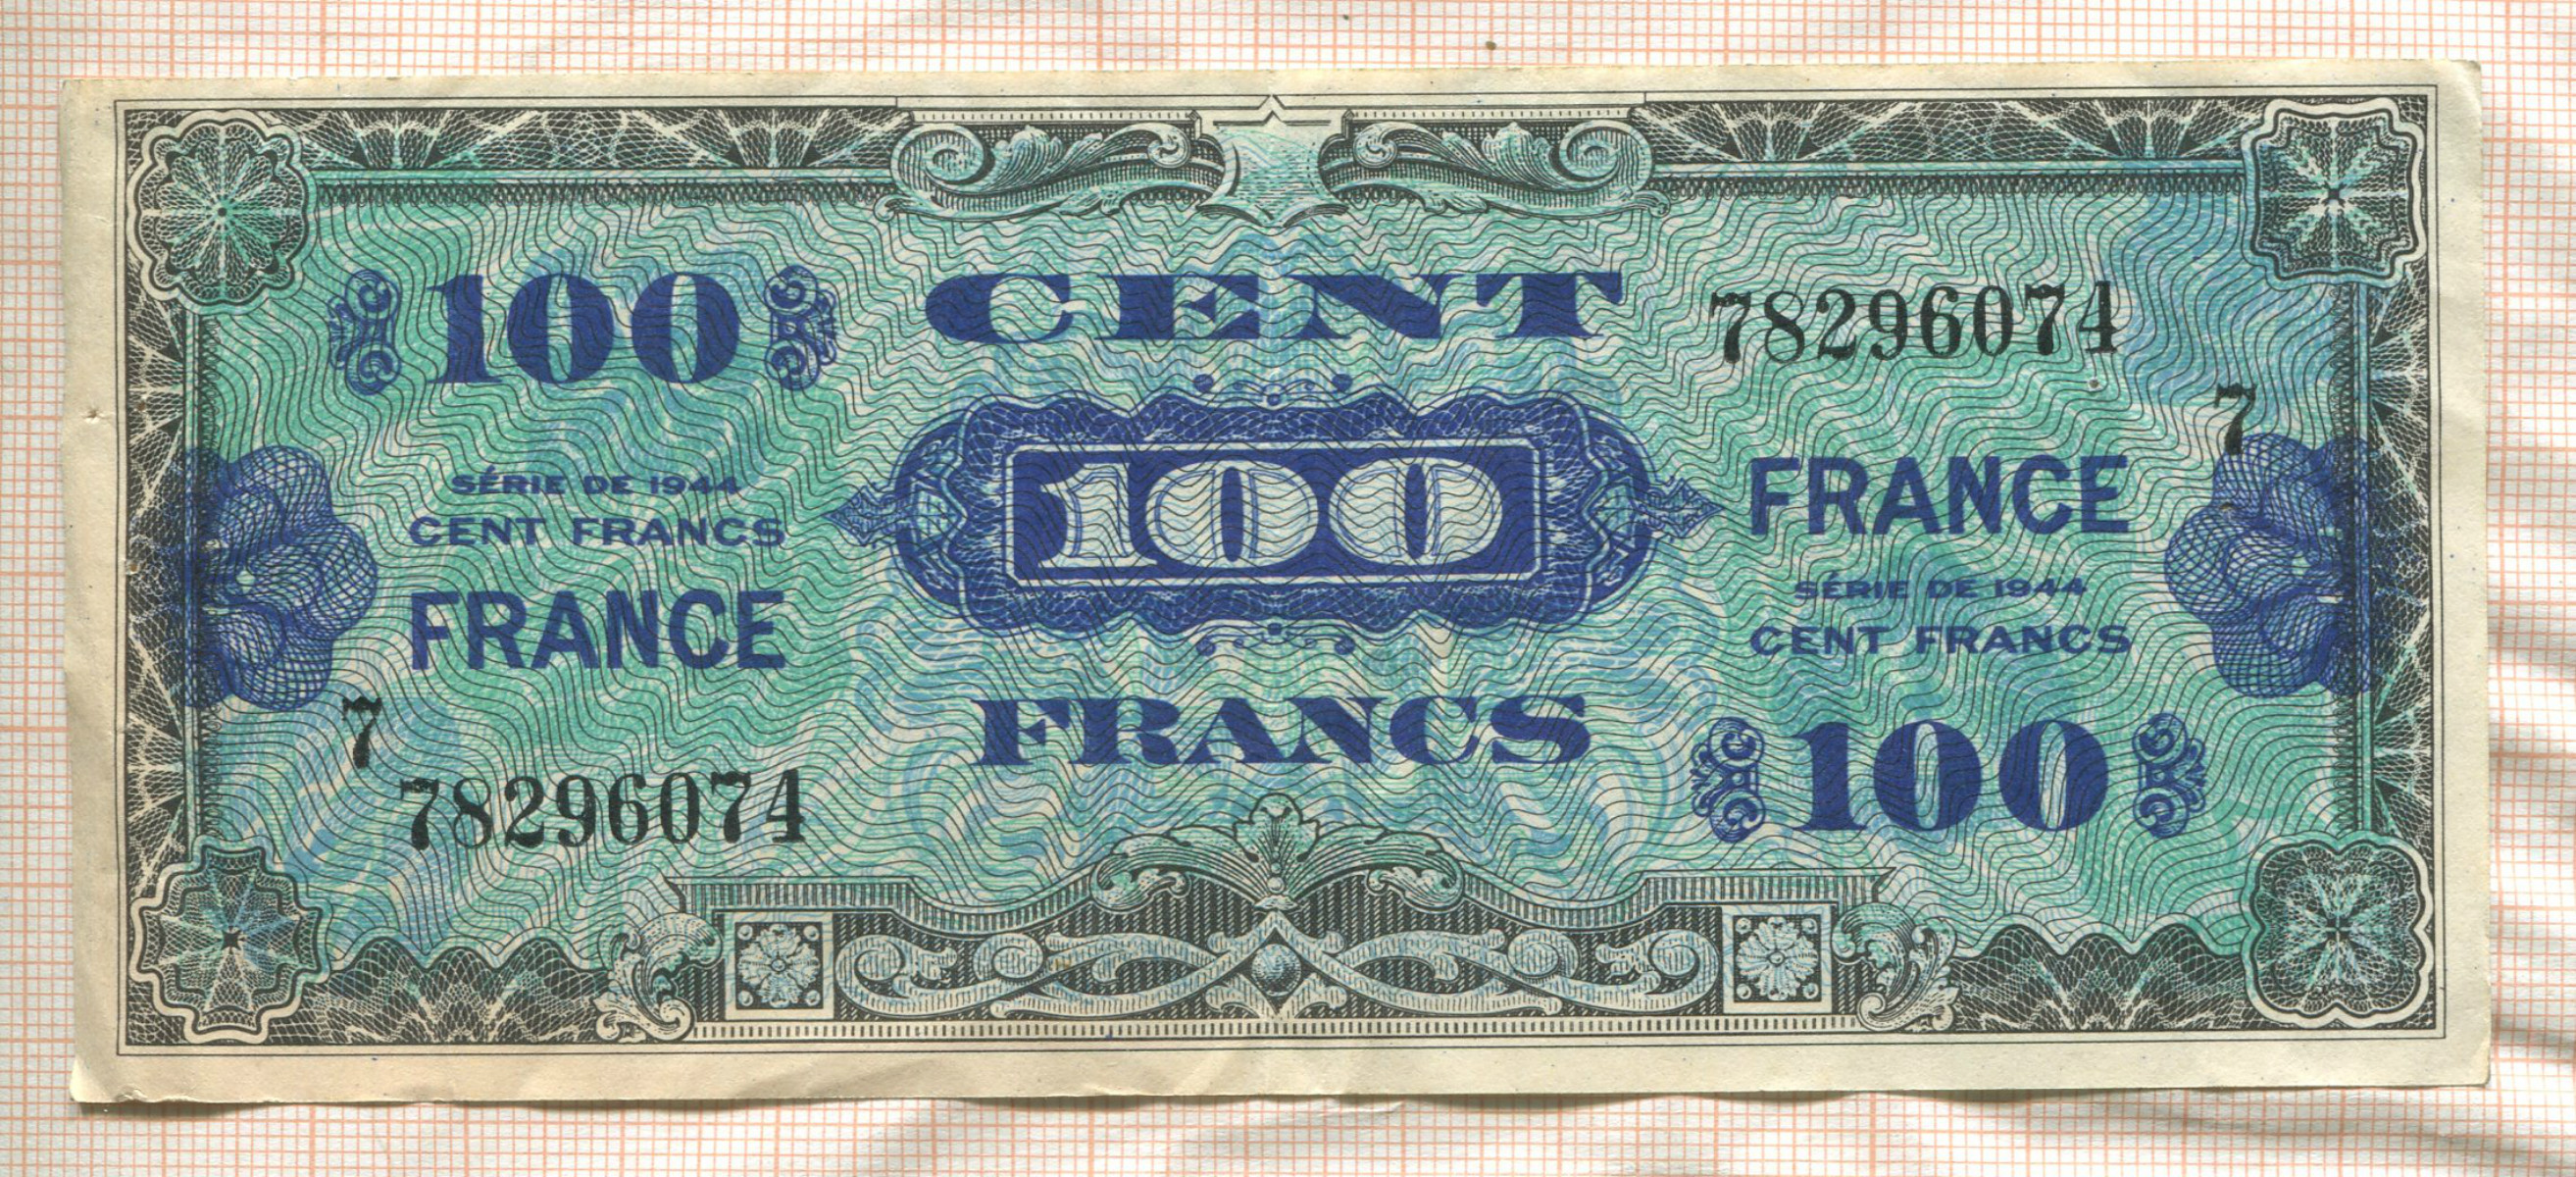 100 CENT 78296074
7
SÉRIE DE 1944
CENT FRANCS
FRANCE
100
FRANCE
SÉRIE DE 1944
CENT FRANCS
7
78296074
FRANCS
100